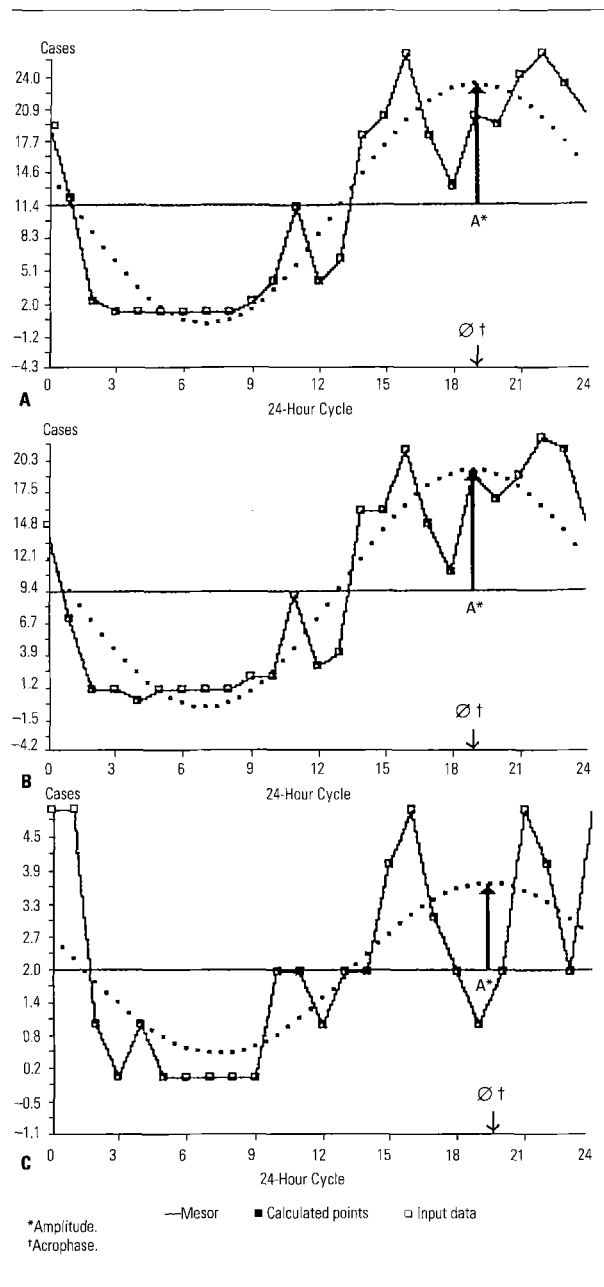 Cases
24.0
20.9
17.7
14.6
11.4
8.3
5.1
2.0
−1.2
−4.3
A*
Ø †
0 3 6 9 12 15 18 21 24
A
24-Hour Cycle
Cases
20.3
17.5
14.8
12.1
9.4
6.7
3.9
1.2
−1.5
−4.2
A*
Ø †
0 3 6 9 12 15 18 21 24
B
24-Hour Cycle
Cases
4.5
3.9
3.3
2.7
2.0
1.4
0.8
0.2
−0.5
−1.1
A*
Ø †
0 3 6 9 12 15 18 21 24
C
24-Hour Cycle
Mesor Calculated points Input data
*Amplitude.
†Acrophase.